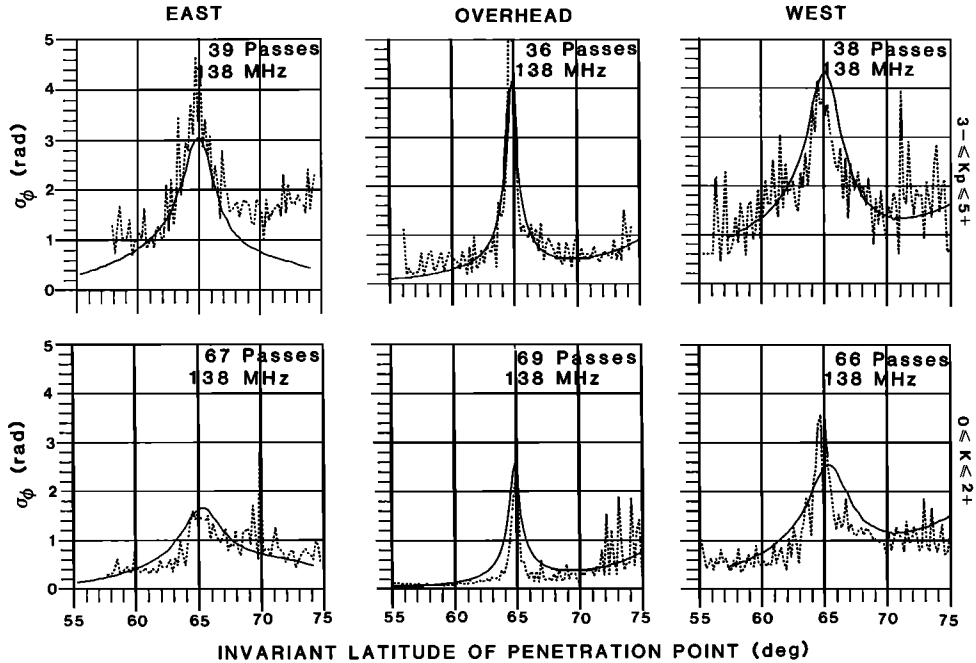 EAST
OVERHEAD
WEST
39 Passes
138 MHz
36 Passes
138 MHz
38 Passes
138 MHz
5
4
3
2
1
0
σϕ (rad)
3-≤ Kp ≤5+
67 Passes
138 MHz
69 Passes
138 MHz
66 Passes
138 MHz
5
4
3
2
1
0
σϕ (rad)
0≤ K ≤2+
55 60 65 70 75
55 60 65 70 75
55 60 65 70 75
INVARIANT LATITUDE OF PENETRATION POINT (deg)